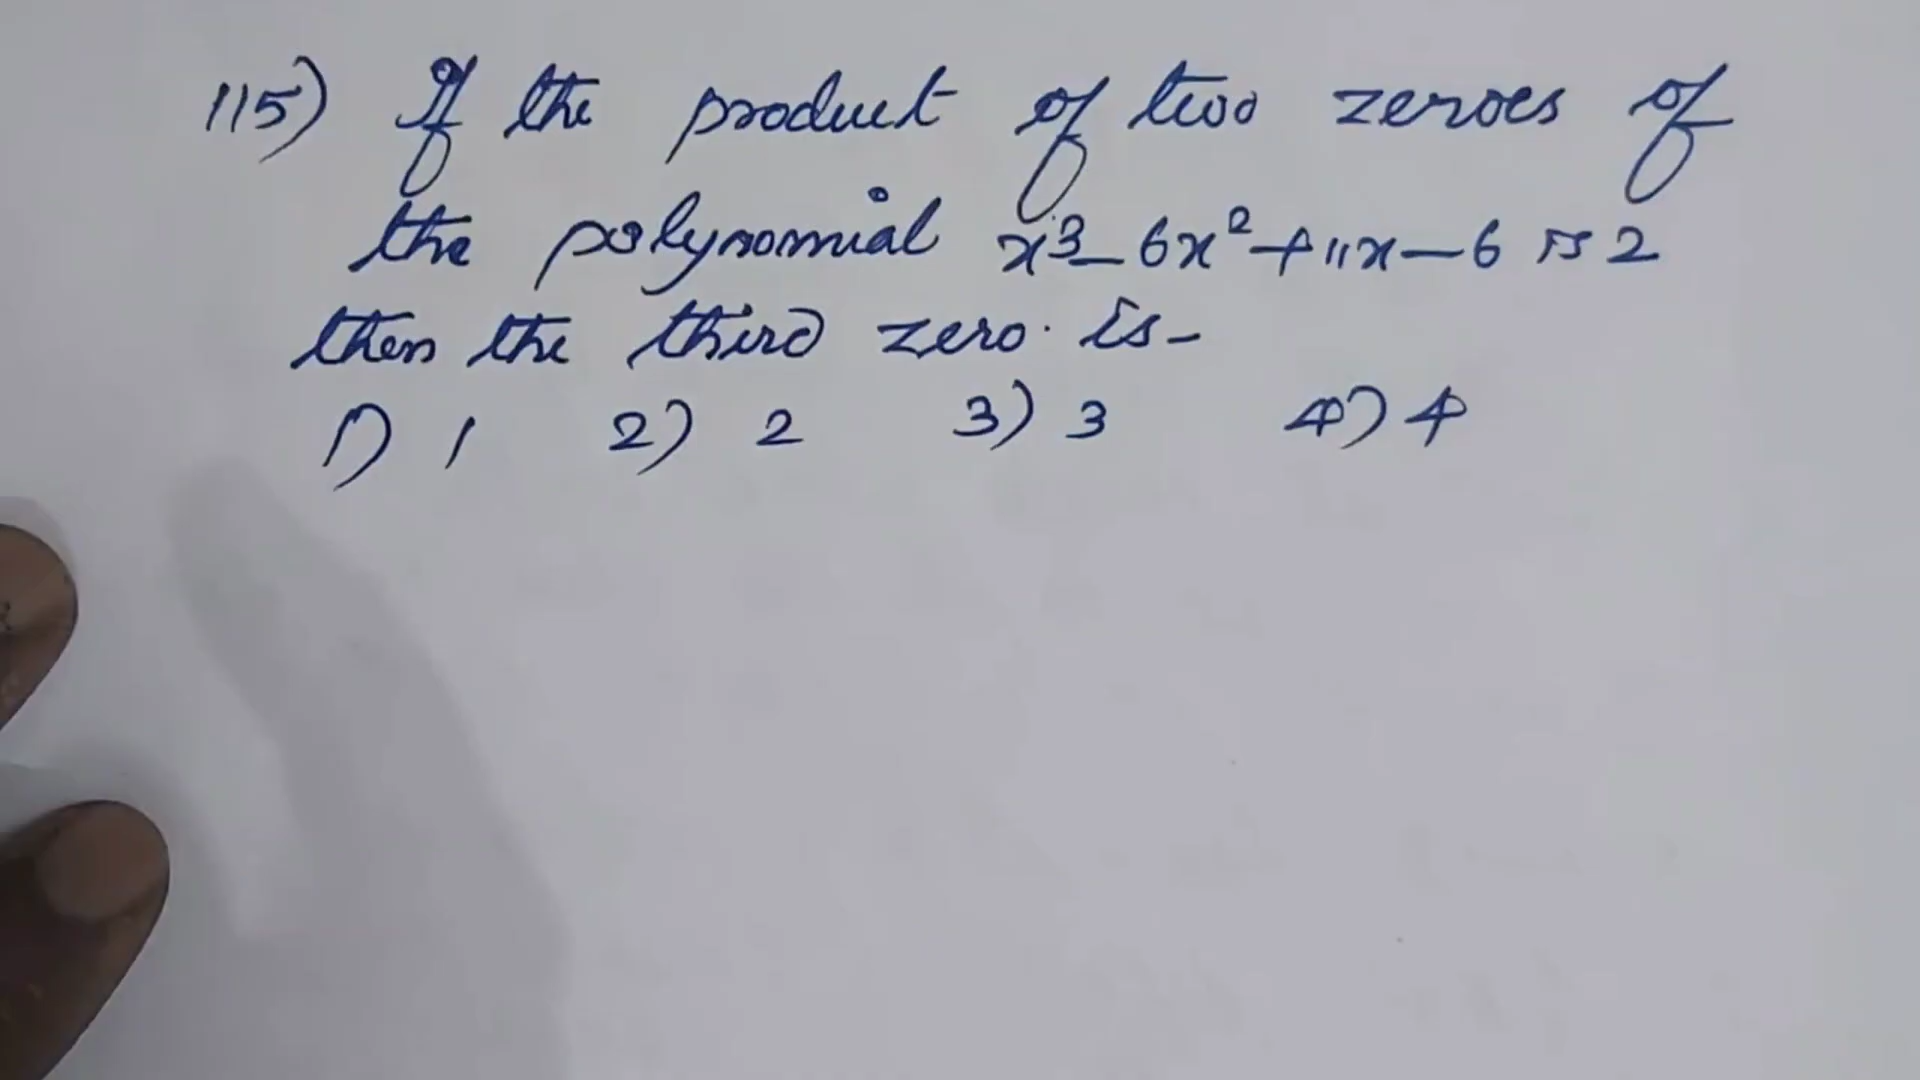 115) If the product of two zeroes of
the polynomial x³-6x²+11x-6 is 2
then the third zero is-
1) 1 2) 2 3) 3 4) 4